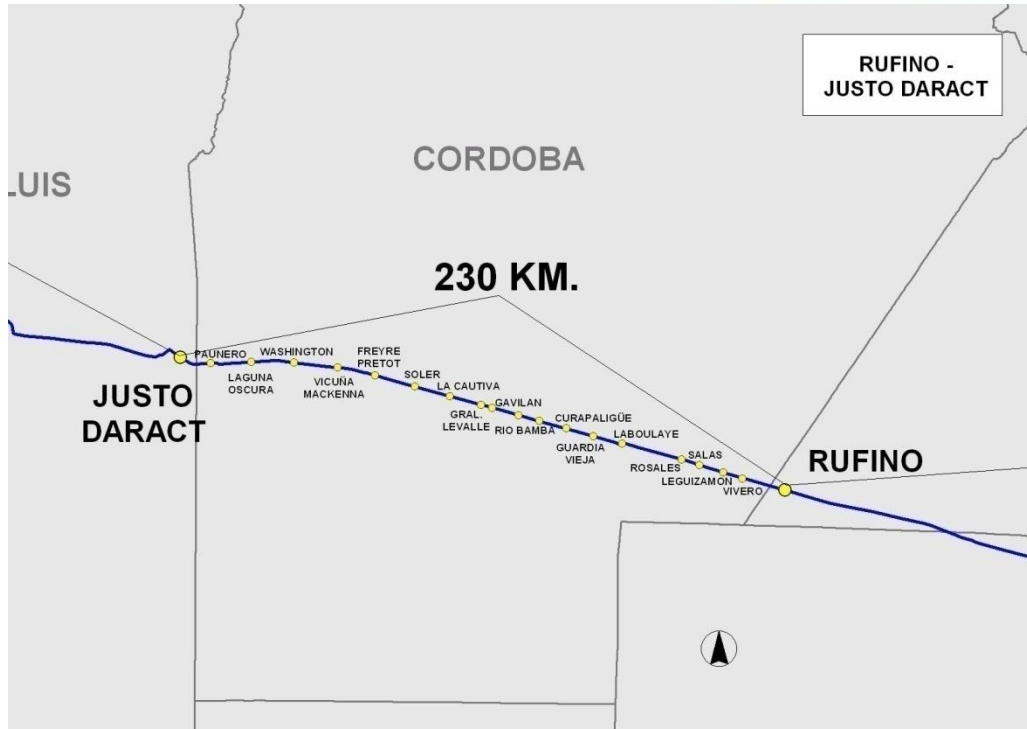 RUFINO -
JUSTO DARACT
CORDOBA
LUIS
230 KM.
JUSTO
DARACT
PAUNERO
LAGUNA
OSCURA
WASHINGTON
VICUÑA
MACKENNA
FREYRE
PRETOT
SOLER
LA CAUTIVA
GRAL.
LEVALLE
GAVILAN
RIO BAMBA
CURAPALIGÜE
GUARDIA
VIEJA
LABOULAYE
ROSALES
SALAS
LEGUIZAMON
VIVERO
RUFINO